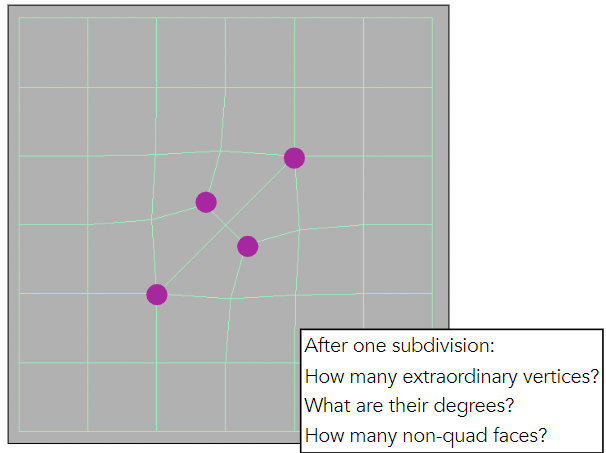 After one subdivision:
How many extraordinary vertices?
What are their degrees?
How many non-quad faces?